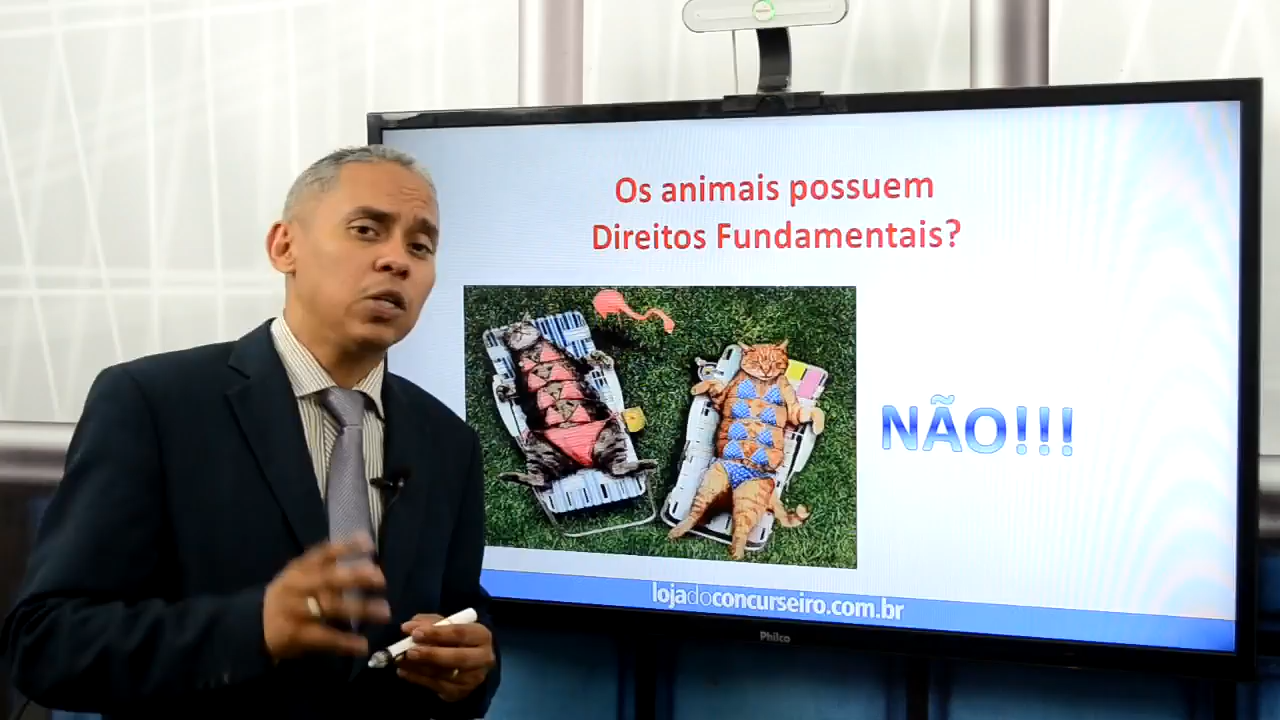 Os animais possuem
Direitos Fundamentais?
NÃO!!!
lojadoconcurseiro.com.br
Philco